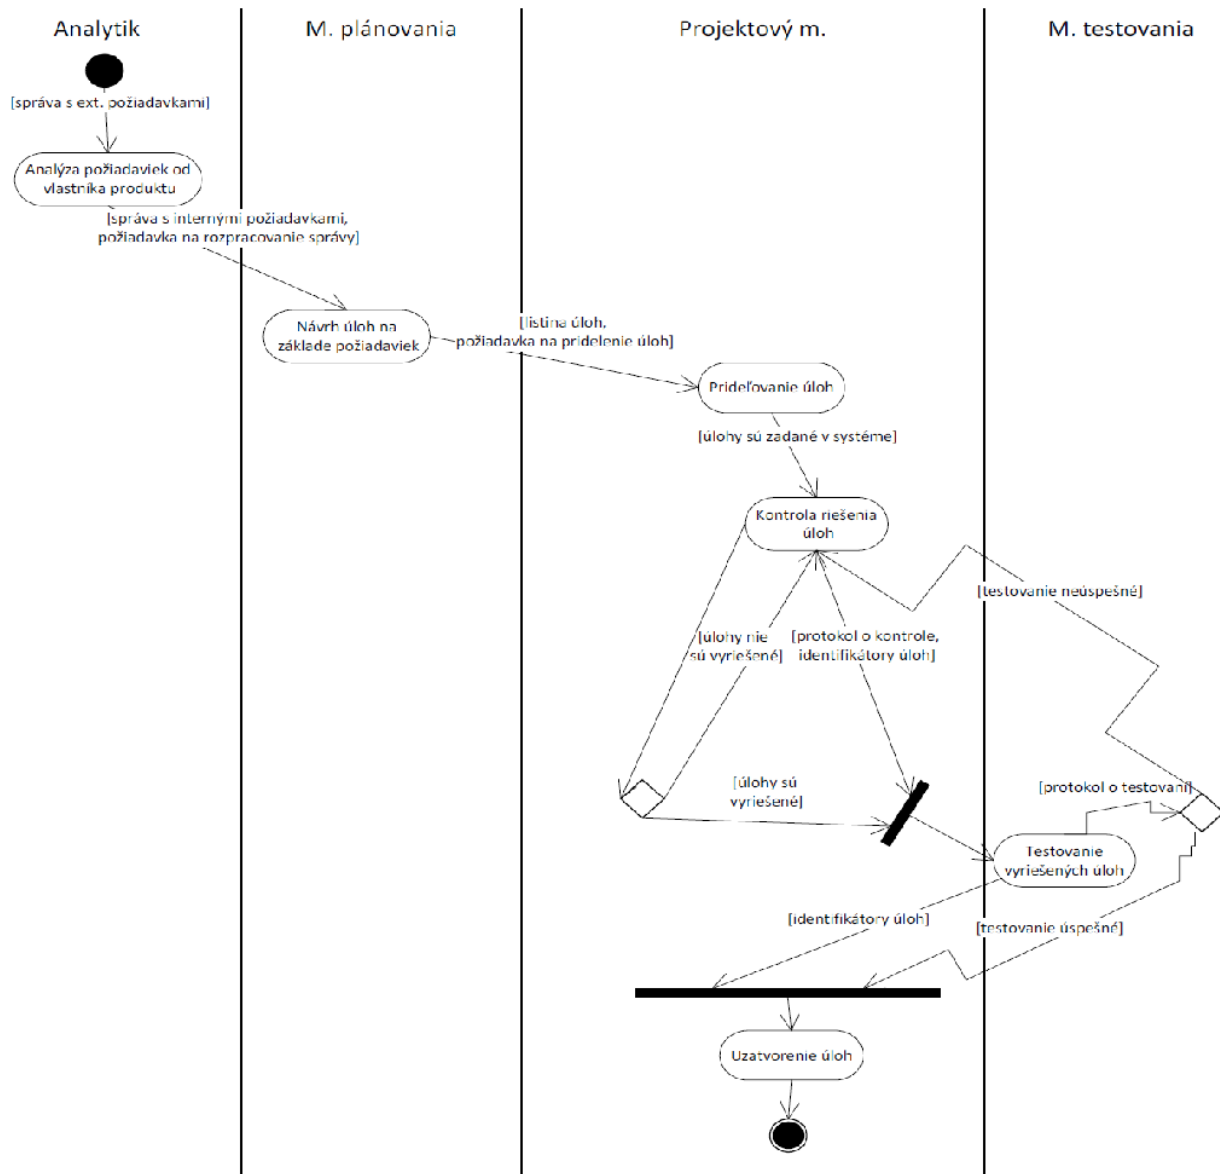 Analytik
M. plánovania
Projektový m.
M. testovania
[správa s ext. požiadavkami]
Analýza požiadaviek od
vlastníka produktu
[správa s internými požiadavkami,
požiadavka na rozpracovanie správy]
Návrh úloh na
základe požiadaviek
[listina úloh,
požiadavka na pridelenie úloh]
Prideľovanie úloh
[úlohy sú zadané v systéme]
Kontrola riešenia
úloh
[testovanie neúspešné]
[úlohy nie
sú vyriešené]
[protokol o kontrole,
identifikátory úloh]
[úlohy sú
vyriešené]
[protokol o testovaní]
Testovanie
vyriešených úloh
[identifikátory úloh]
[testovanie úspešné]
Uzatvorenie úloh